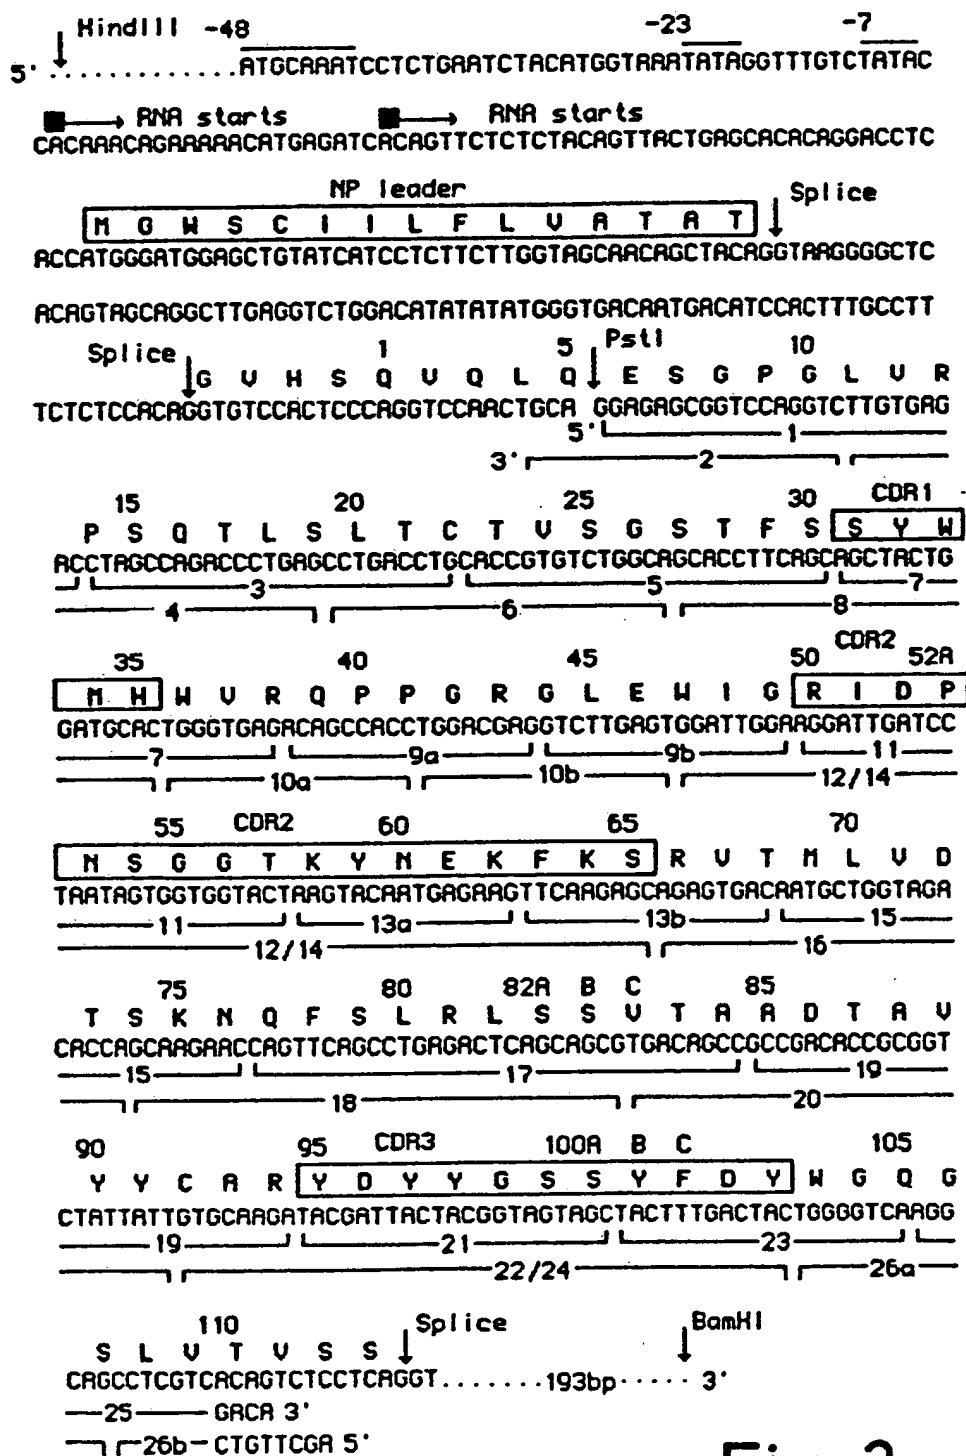 HindIII -48 -23 -7
5' .............ATGCAAATCCTCTGAATCTACATGGTAAATATAGGTTTGTCTATAC
RNA starts RNA starts
CACAAACAGAAAAACATGAGATCACAGTTCTCTCTACAGTTACTGAGCACACAGGACCTC
NP leader Splice
M G W S C I I L F L V A T A T
ACCATGGGATGGAGCTGTATCATCCTCTTCTTGGTAGCAACAGCTACAGGTAAGGGGCTC
ACAGTAGCAGGCTTGAGGTCTGGACATATATATGGGTGACAATGACATCCACTTTGCCTT
Splice 1 5 PstI 10
G V H S Q V Q L Q E S G P G L V R
TCTCTCCACAGGTGTCCACTCCCAGGTCCAACTGCA GGAGAGCGGTCCAGGTCTTGTGAG
5' 1
3' 2
15 20 25 30 CDR1
P S Q T L S L T C T V S G S T F S S Y W
ACCTAGCCAGACCCTGAGCCTGACCTGCACCGTGTCTGGCAGCACCTTCAGCAGCTACTG
3 5 7
4 6 8
35 40 45 50 CDR2 52A
M H W V R Q P P G R G L E W I G R I D P
GATGCACTGGGTGAGACAGCCACCTGGACGAGGTCTTGAGTGGATTGGAAGGATTGATCC
7 9a 9b 11
10a 10b 12/14
55 CDR2 60 65 70
N S G G T K Y N E K F K S R V T M L V D
TAATAGTGGTGGTACTAAGTACAATGAGAAGTTCAAGAGCAGAGTGACAATGCTGGTAGA
11 13a 13b 15
12/14 16
75 80 82A B C 85
T S K N Q F S L R L S S V T A A D T A V
CACCAGCAAGAACCAGTTCAGCCTGAGACTCAGCAGCGTGACAGCCGCCGACACCGCGGT
15 17 19
18 20
90 95 CDR3 100A B C 105
Y Y C A R Y D Y Y G S S Y F D Y W G Q G
CTATTATTGTGCAAGATACGATTACTACGGTAGTAGCTACTTTGACTACTGGGGTCAAGG
19 21 23
22/24 26a
110 Splice BamHI
S L V T V S S
CAGCCTCGTCACAGTCTCCTCAGGT.......193bp..... 3'
25 GACA 3'
26b CTGTTCGA 5'